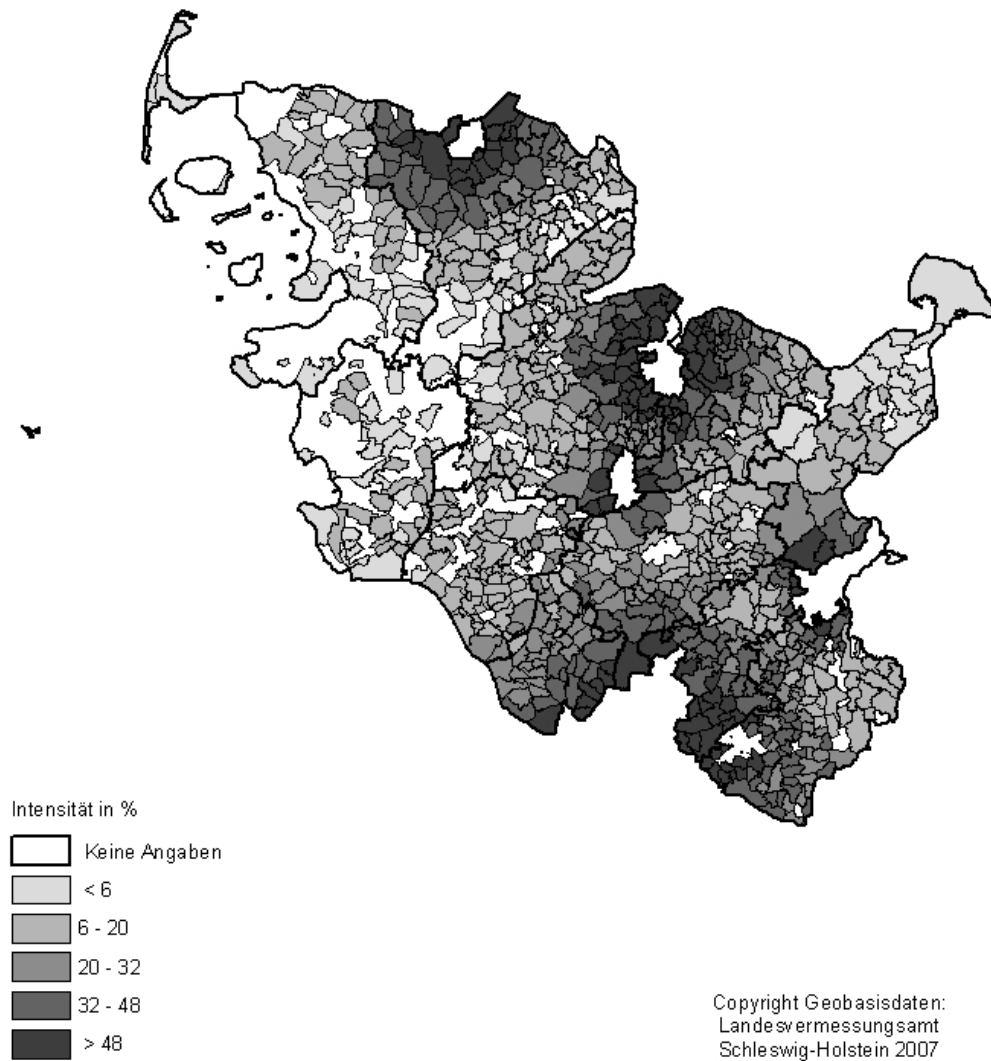 Intensität in %
Keine Angaben
< 6
6 - 20
20 - 32
32 - 48
> 48
Copyright Geobasisdaten:
Landesvermessungsamt
Schleswig-Holstein 2007